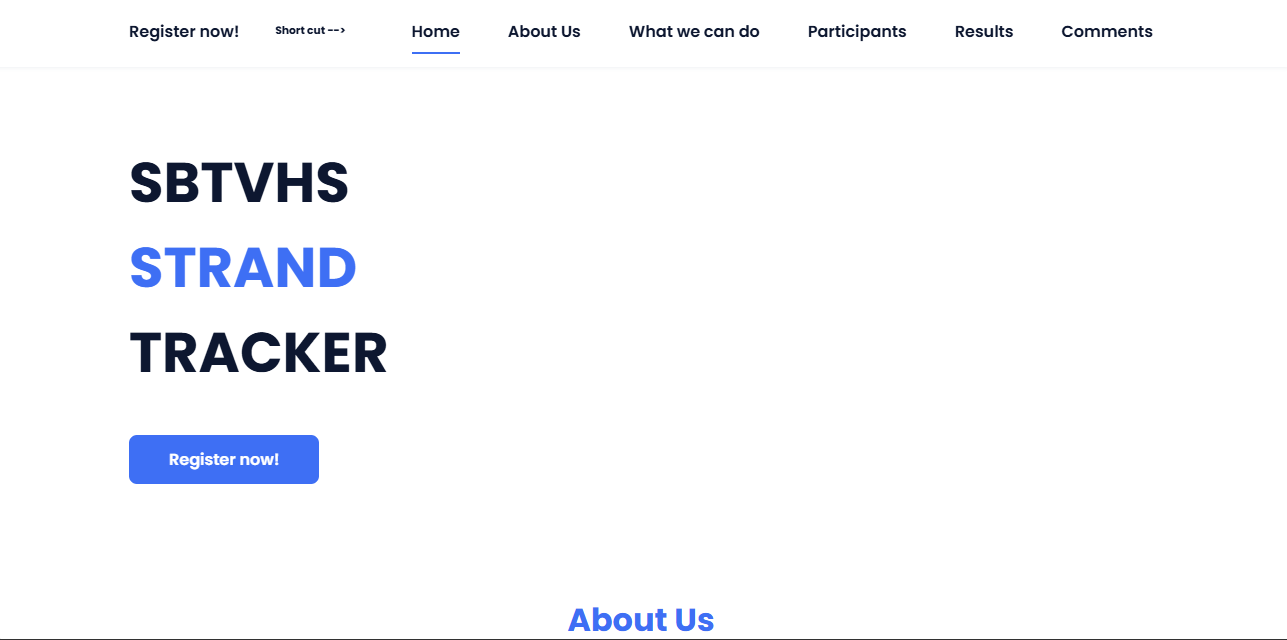 Register now! Short cut --> Home About Us What we can do Participants Results Comments
SBTVHS
STRAND
TRACKER
Register now!
About Us